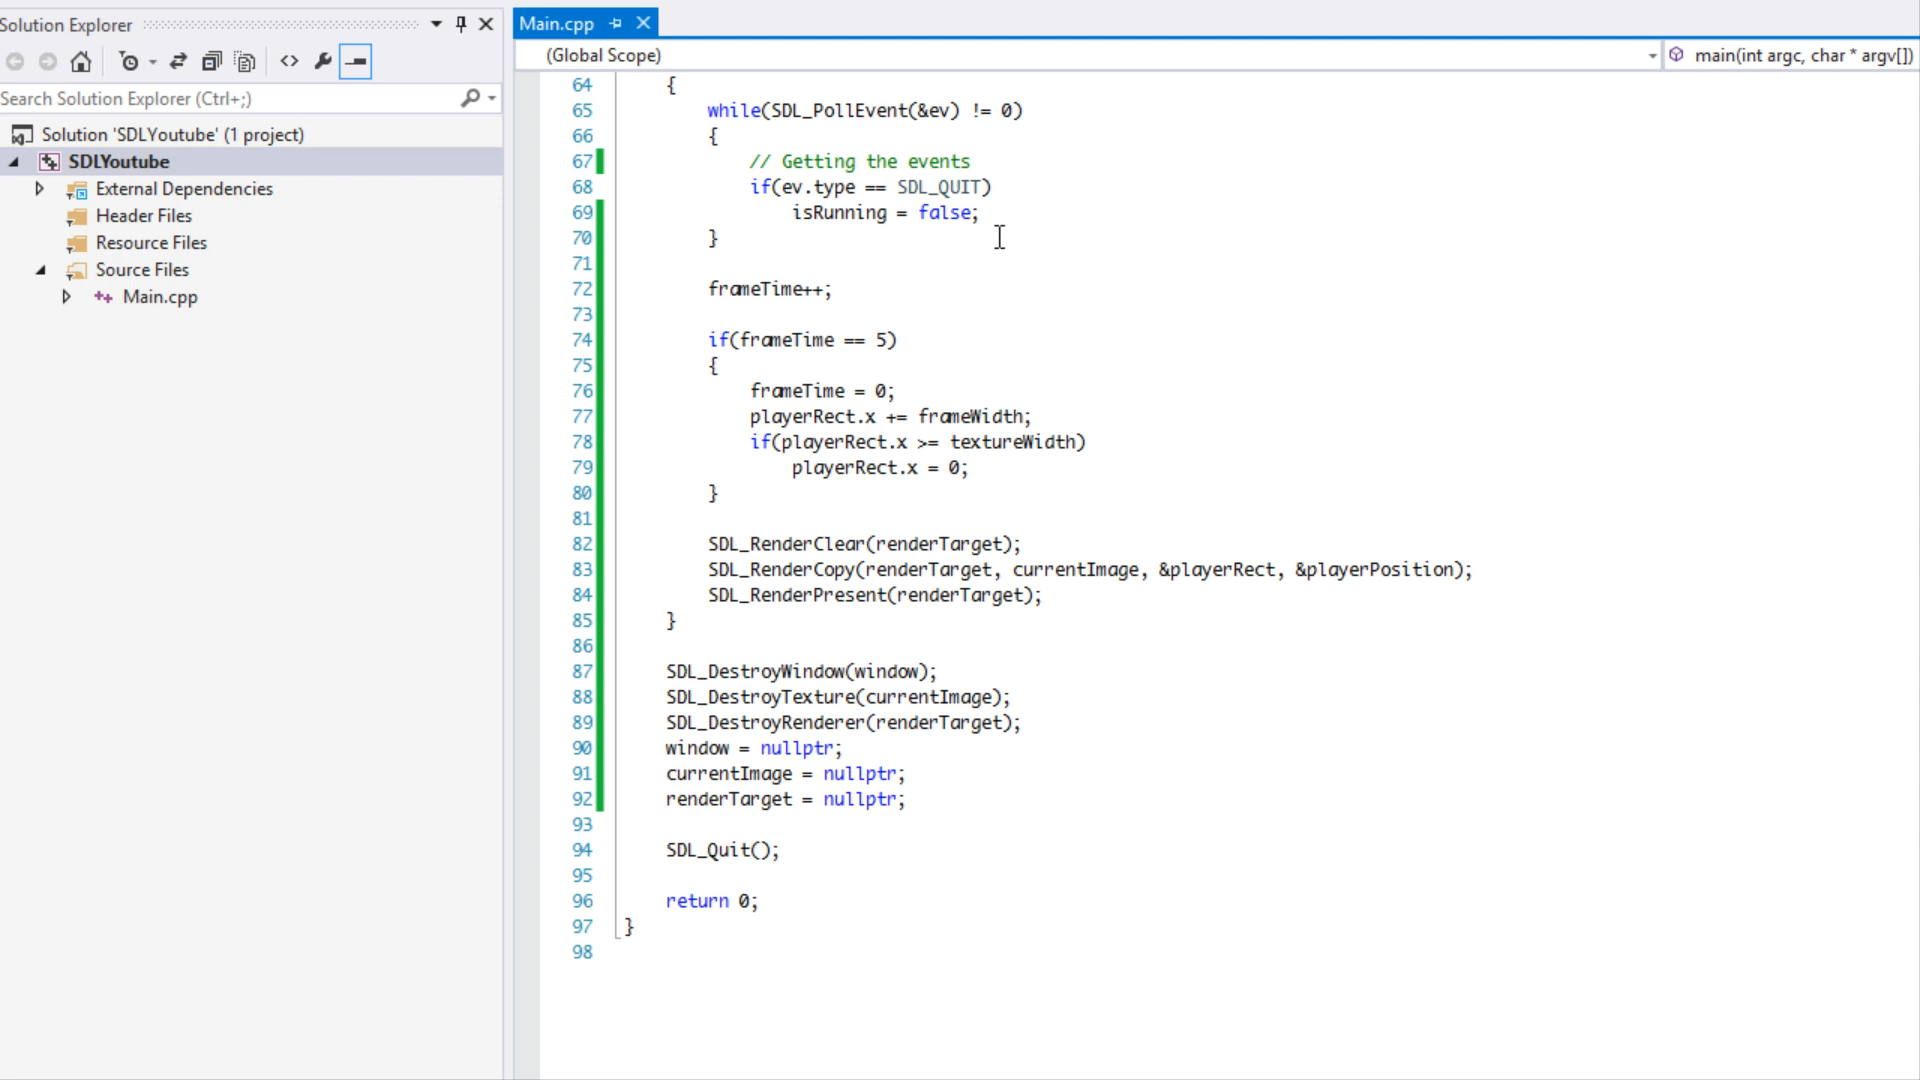 Solution Explorer
Search Solution Explorer (Ctrl+;)
Solution 'SDLYoutube' (1 project)
SDLYoutube
External Dependencies
Header Files
Resource Files
Source Files
Main.cpp
Main.cpp
(Global Scope)
main(int argc, char * argv[])
64 {
65 while(SDL_PollEvent(&ev) != 0)
66 {
67 // Getting the events
68 if(ev.type == SDL_QUIT)
69 isRunning = false;
70 }
71
72 frameTime++;
73
74 if(frameTime == 5)
75 {
76 frameTime = 0;
77 playerRect.x += frameWidth;
78 if(playerRect.x >= textureWidth)
79 playerRect.x = 0;
80 }
81
82 SDL_RenderClear(renderTarget);
83 SDL_RenderCopy(renderTarget, currentImage, &playerRect, &playerPosition);
84 SDL_RenderPresent(renderTarget);
85 }
86
87 SDL_DestroyWindow(window);
88 SDL_DestroyTexture(currentImage);
89 SDL_DestroyRenderer(renderTarget);
90 window = nullptr;
91 currentImage = nullptr;
92 renderTarget = nullptr;
93
94 SDL_Quit();
95
96 return 0;
97 }
98